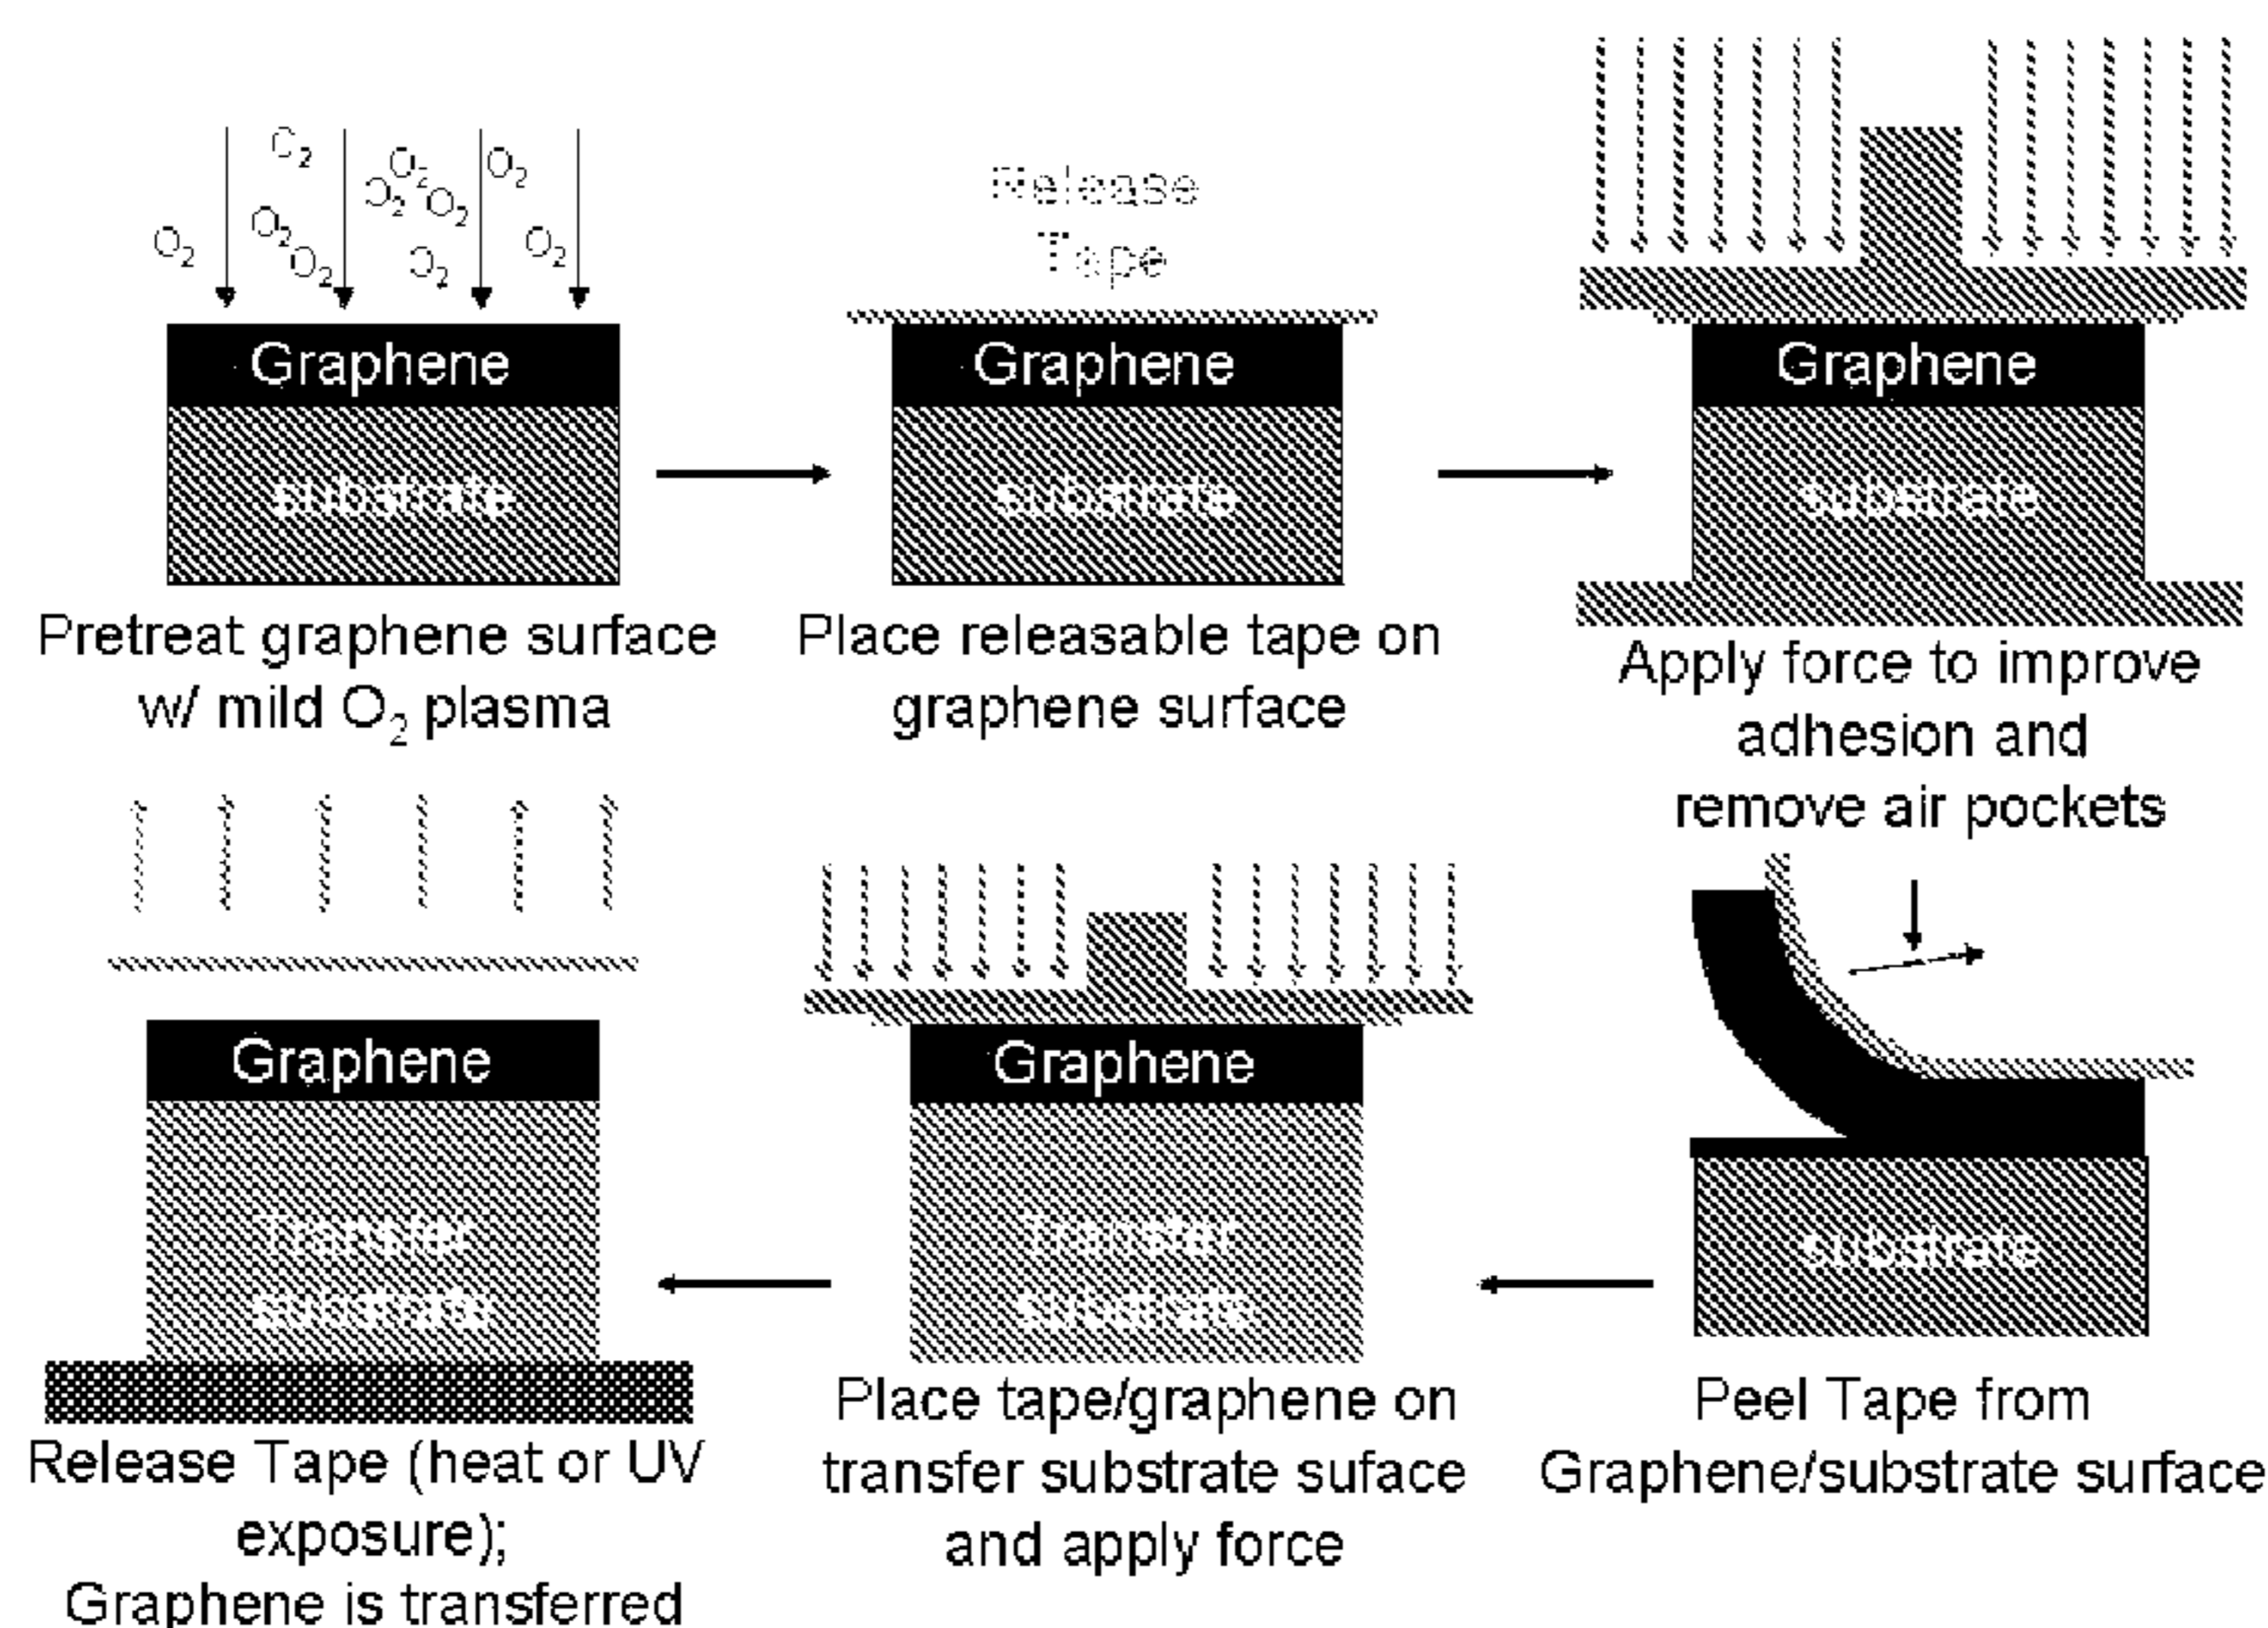 O₂
C₂
O₂
O₂
O₂
O₂
O₂
O₂
O₂
O₂
O₂
Graphene
substrate
Pretreat graphene surface
w/ mild O₂ plasma
Release
Tape
Graphene
substrate
Place releasable tape on
graphene surface
Graphene
substrate
Apply force to improve
adhesion and
remove air pockets
substrate
Peel Tape from
Graphene/substrate surface
Graphene
Transfer
substrate
Place tape/graphene on
transfer substrate suface
and apply force
Graphene
Transfer
substrate
Release Tape (heat or UV
exposure);
Graphene is transferred